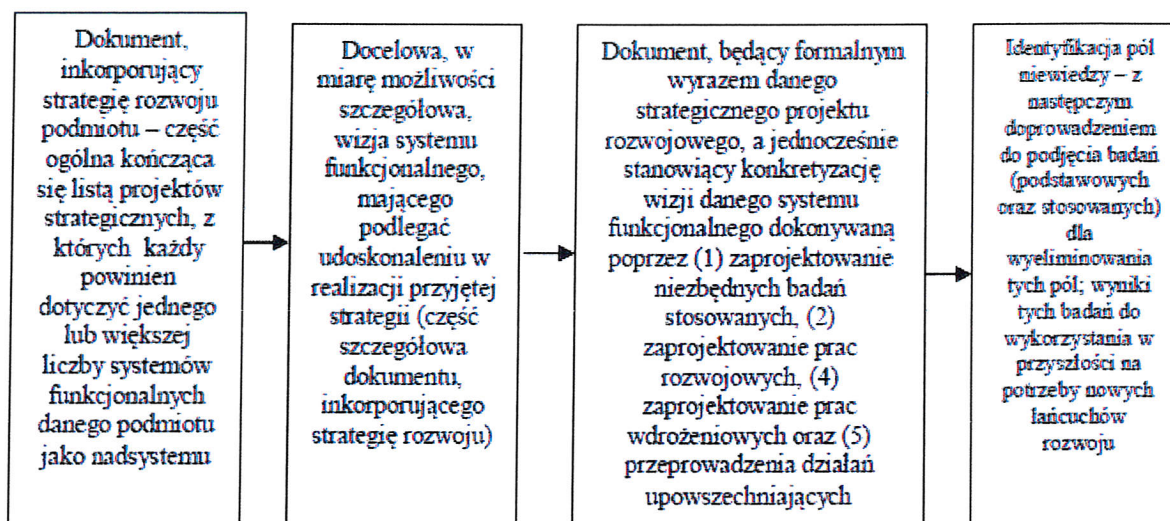 Dokument,
inkorporujący
strategię rozwoju
podmiotu – część
ogólna kończąca
się listą projektów
strategicznych, z
których każdy
powinien
dotyczyć jednego
lub większej
liczby systemów
funkcjonalnych
danego podmiotu
jako nadsystemu
Docelowa, w
miarę możliwości
szczegółowa,
wizja systemu
funkcjonalnego,
mającego
podlegać
udoskonaleniu w
realizacji przyjętej
strategii (część
szczegółowa
dokumentu,
inkorporującego
strategię rozwoju)
Dokument, będący formalnym
wyrazem danego
strategicznego projektu
rozwojowego, a jednocześnie
stanowiący konkretyzację
wizji danego systemu
funkcjonalnego dokonywaną
poprzez (1) zaprojektowanie
niezbędnych badań
stosowanych, (2)
zaprojektowanie prac
rozwojowych, (4)
zaprojektowanie prac
wdrożeniowych oraz (5)
przeprowadzenia działań
upowszechniających
Identyfikacja pól
niewiedzy – z
następczym
doprowadzeniem
do podjęcia badań
(podstawowych
oraz stosowanych)
dla
wyeliminowania
tych pól; wyniki
tych badań do
wykorzystania w
przyszłości na
potrzeby nowych
łańcuchów
rozwoju